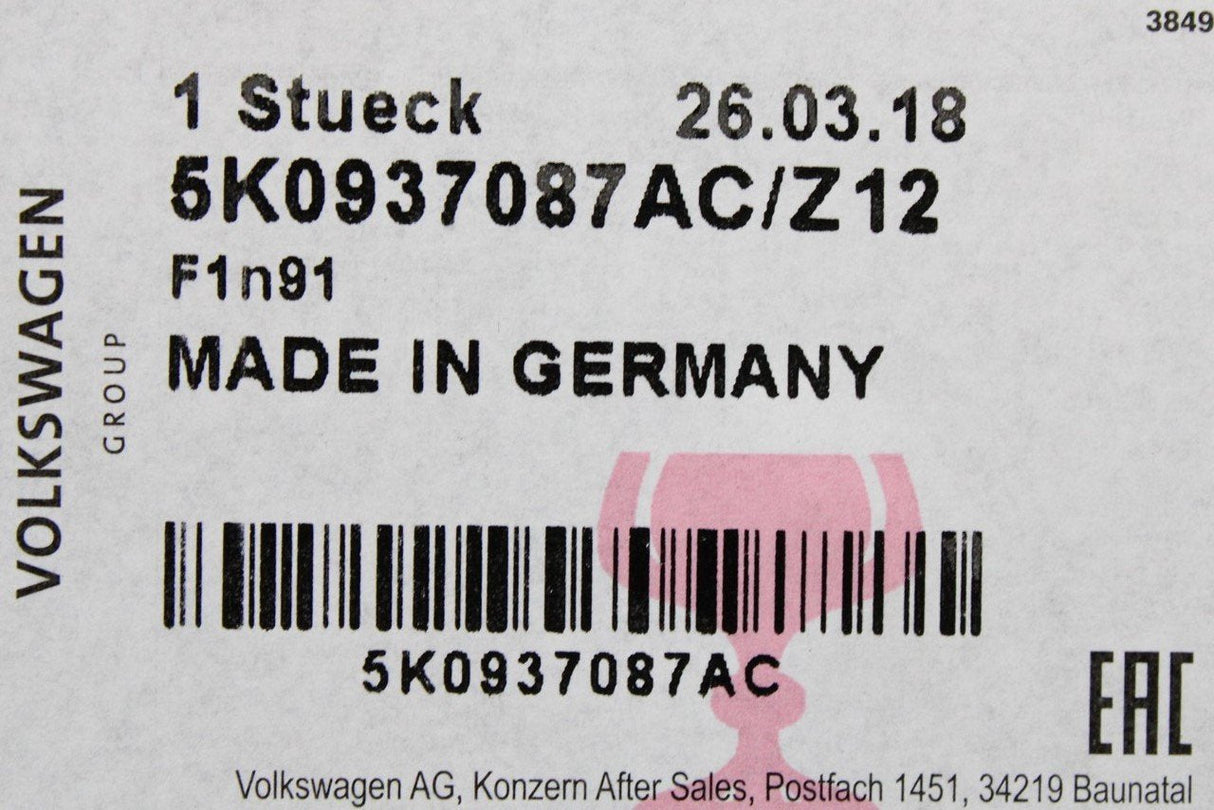 3849
1 Stueck 26.03.18
5K0937087AC/Z12
F1n91
MADE IN GERMANY
VOLKSWAGEN
GROUP
5K0937087AC
EAC
Volkswagen AG, Konzern After Sales, Postfach 1451, 34219 Baunatal